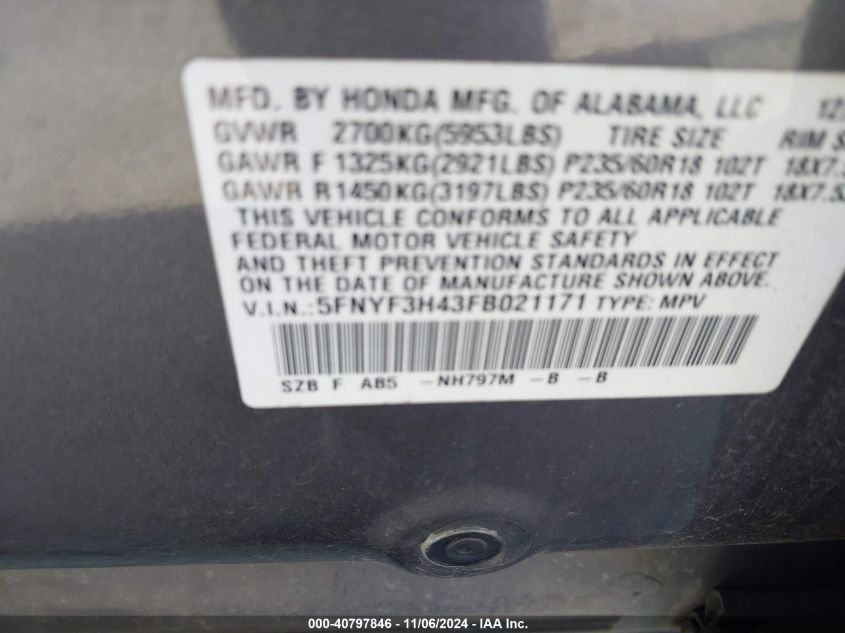 MFD. BY HONDA MFG. OF ALABAMA, LLC 12
GVWR 2700KG(5953LBS) TIRE SIZE RIM S
GAWR F 1325KG(2921LBS) P235/60R18 102T 18X7.
GAWR R1450KG(3197LBS) P235/60R18 102T 18X7.5
THIS VEHICLE CONFORMS TO ALL APPLICABLE
FEDERAL MOTOR VEHICLE SAFETY
AND THEFT PREVENTION STANDARDS IN EFFECT
ON THE DATE OF MANUFACTURE SHOWN ABOVE.
V.I.N.:5FNYF3H43FB021171 TYPE: MPV
SZB F AB5 -NH797M -B -B
000-40797846 - 11/06/2024 - © IAA Inc.